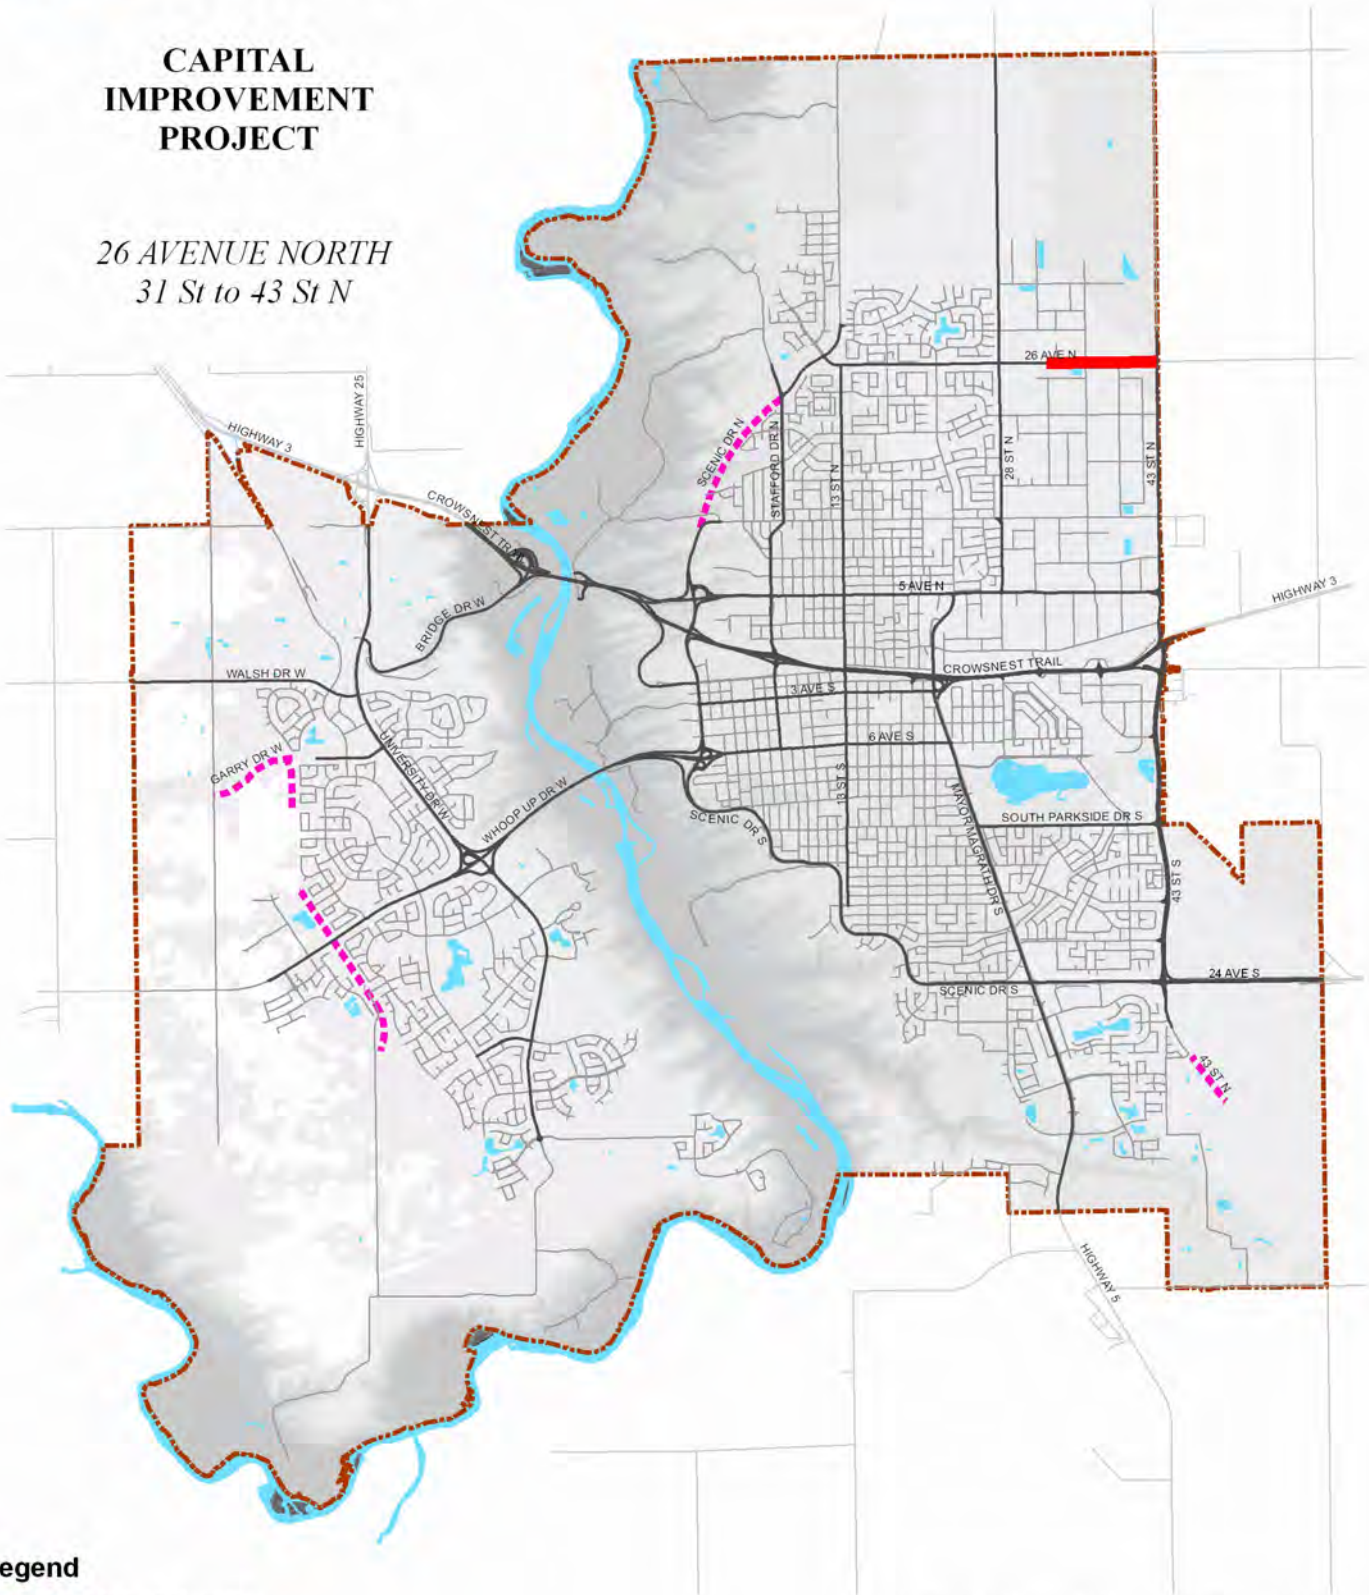 CAPITAL
IMPROVEMENT
PROJECT
26 AVENUE NORTH
31 St to 43 St N
26 AVE N
HIGHWAY 25
HIGHWAY 3
SCENIC DR N
STAFFORD DR N
13 ST N
28 ST N
43 ST N
CROWSNEST TRAIL
5 AVE N
HIGHWAY 3
BRIDGE DR W
WALSH DR W
CROWSNEST TRAIL
3 AVE S
6 AVE S
GARRY DR W
UNIVERSITY DR W
WHOOP UP DR W
13 ST S
MAYOR MAGRATH DR S
SCENIC DR S
SOUTH PARKSIDE DR S
43 ST S
24 AVE S
SCENIC DR S
43 ST N
HIGHWAY 5
egend